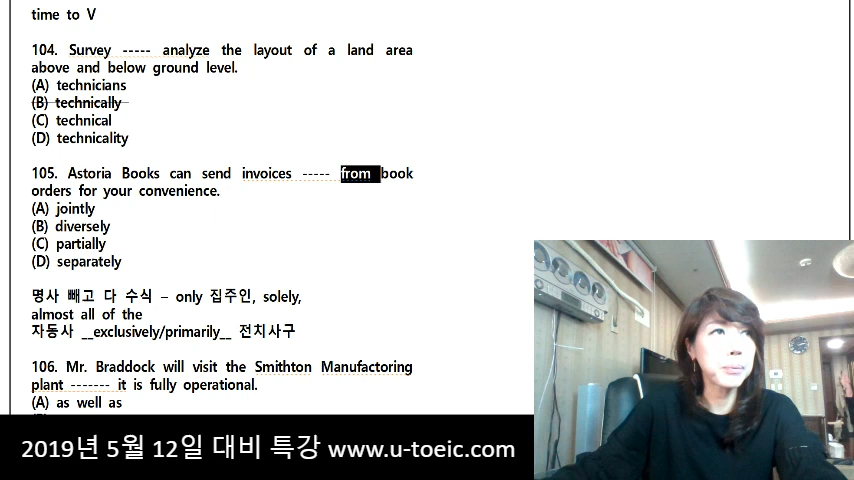 time to V
104. Survey ----- analyze the layout of a land area
above and below ground level.
(A) technicians
(B) technically
(C) technical
(D) technicality
105. Astoria Books can send invoices ----- from book
orders for your convenience.
(A) jointly
(B) diversely
(C) partially
(D) separately
명사 빼고 다 수식 – only 집주인, solely,
almost all of the
자동사 __exclusively/primarily__ 전치사구
106. Mr. Braddock will visit the Smithton Manufactoring
plant ------- it is fully operational.
(A) as well as
2019년 5월 12일 대비 특강 www.u-toeic.com